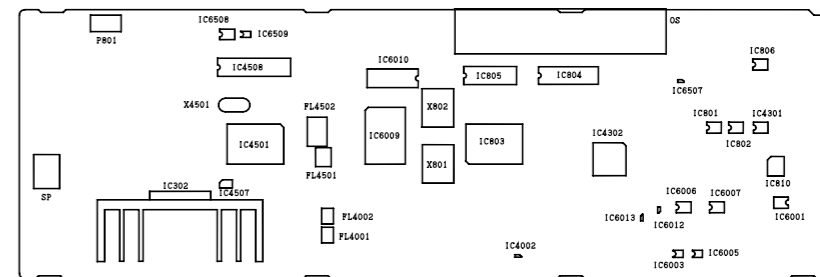 IC6508
IC6509
OS
P801
IC806
IC6010
IC4508
IC805
IC804
IC6507
X4501
FL4502
X802
IC801
IC4301
IC4501
IC6009
IC803
IC4302
IC802
X801
FL4501
IC302
IC4507
IC810
SP
IC6006
IC6007
FL4002
IC6013
IC6012
IC6001
FL4001
IC4002
IC6003
IC6005